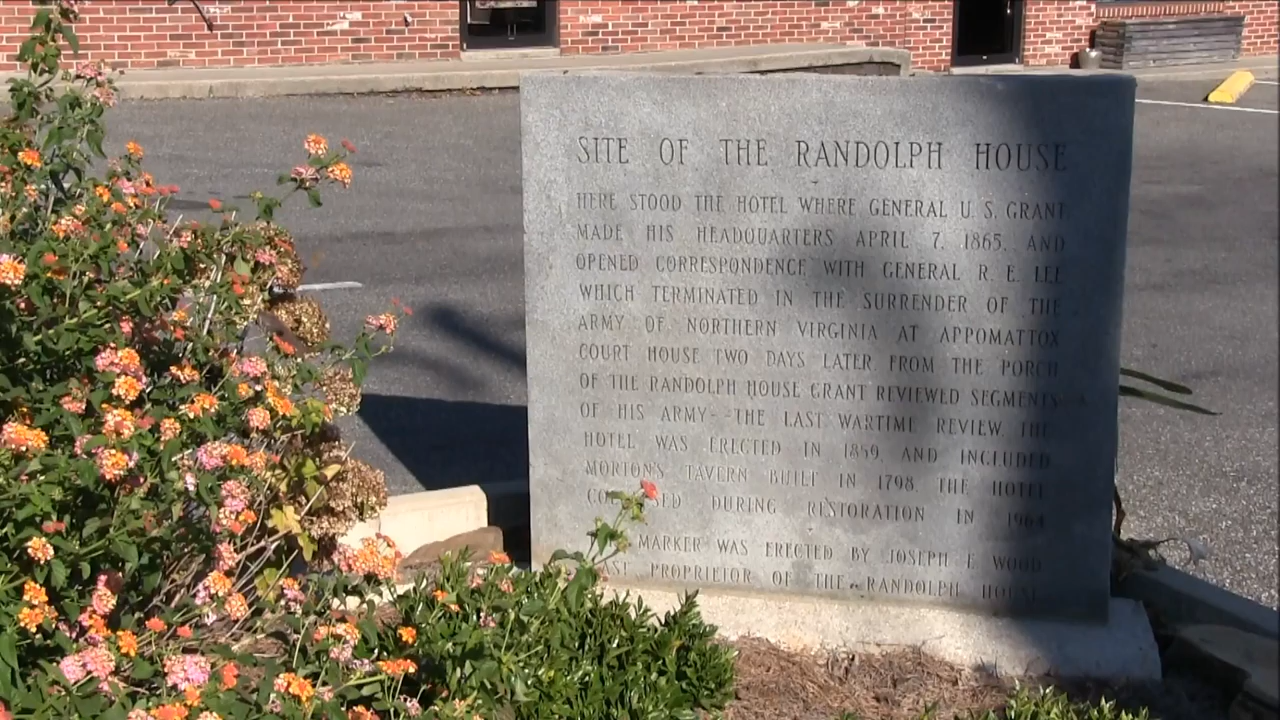 SITE OF THE RANDOLPH HOUSE
HERE STOOD THE HOTEL WHERE GENERAL U. S. GRANT
MADE HIS HEADQUARTERS APRIL 7, 1865, AND
OPENED CORRESPONDENCE WITH GENERAL R. E. LEE
WHICH TERMINATED IN THE SURRENDER OF THE
ARMY OF NORTHERN VIRGINIA AT APPOMATTOX
COURT HOUSE TWO DAYS LATER. FROM THE PORCH
OF THE RANDOLPH HOUSE GRANT REVIEWED SEGMENTS
OF HIS ARMY--THE LAST WARTIME REVIEW. THE
HOTEL WAS ERECTED IN 1859 AND INCLUDED
MORTON'S TAVERN BUILT IN 1798. THE HOTEL
DURING RESTORATION IN 1964
MARKER WAS ERECTED BY JOSEPH E. WOOD
PROPRIETOR OF THE RANDOLPH HOUSE